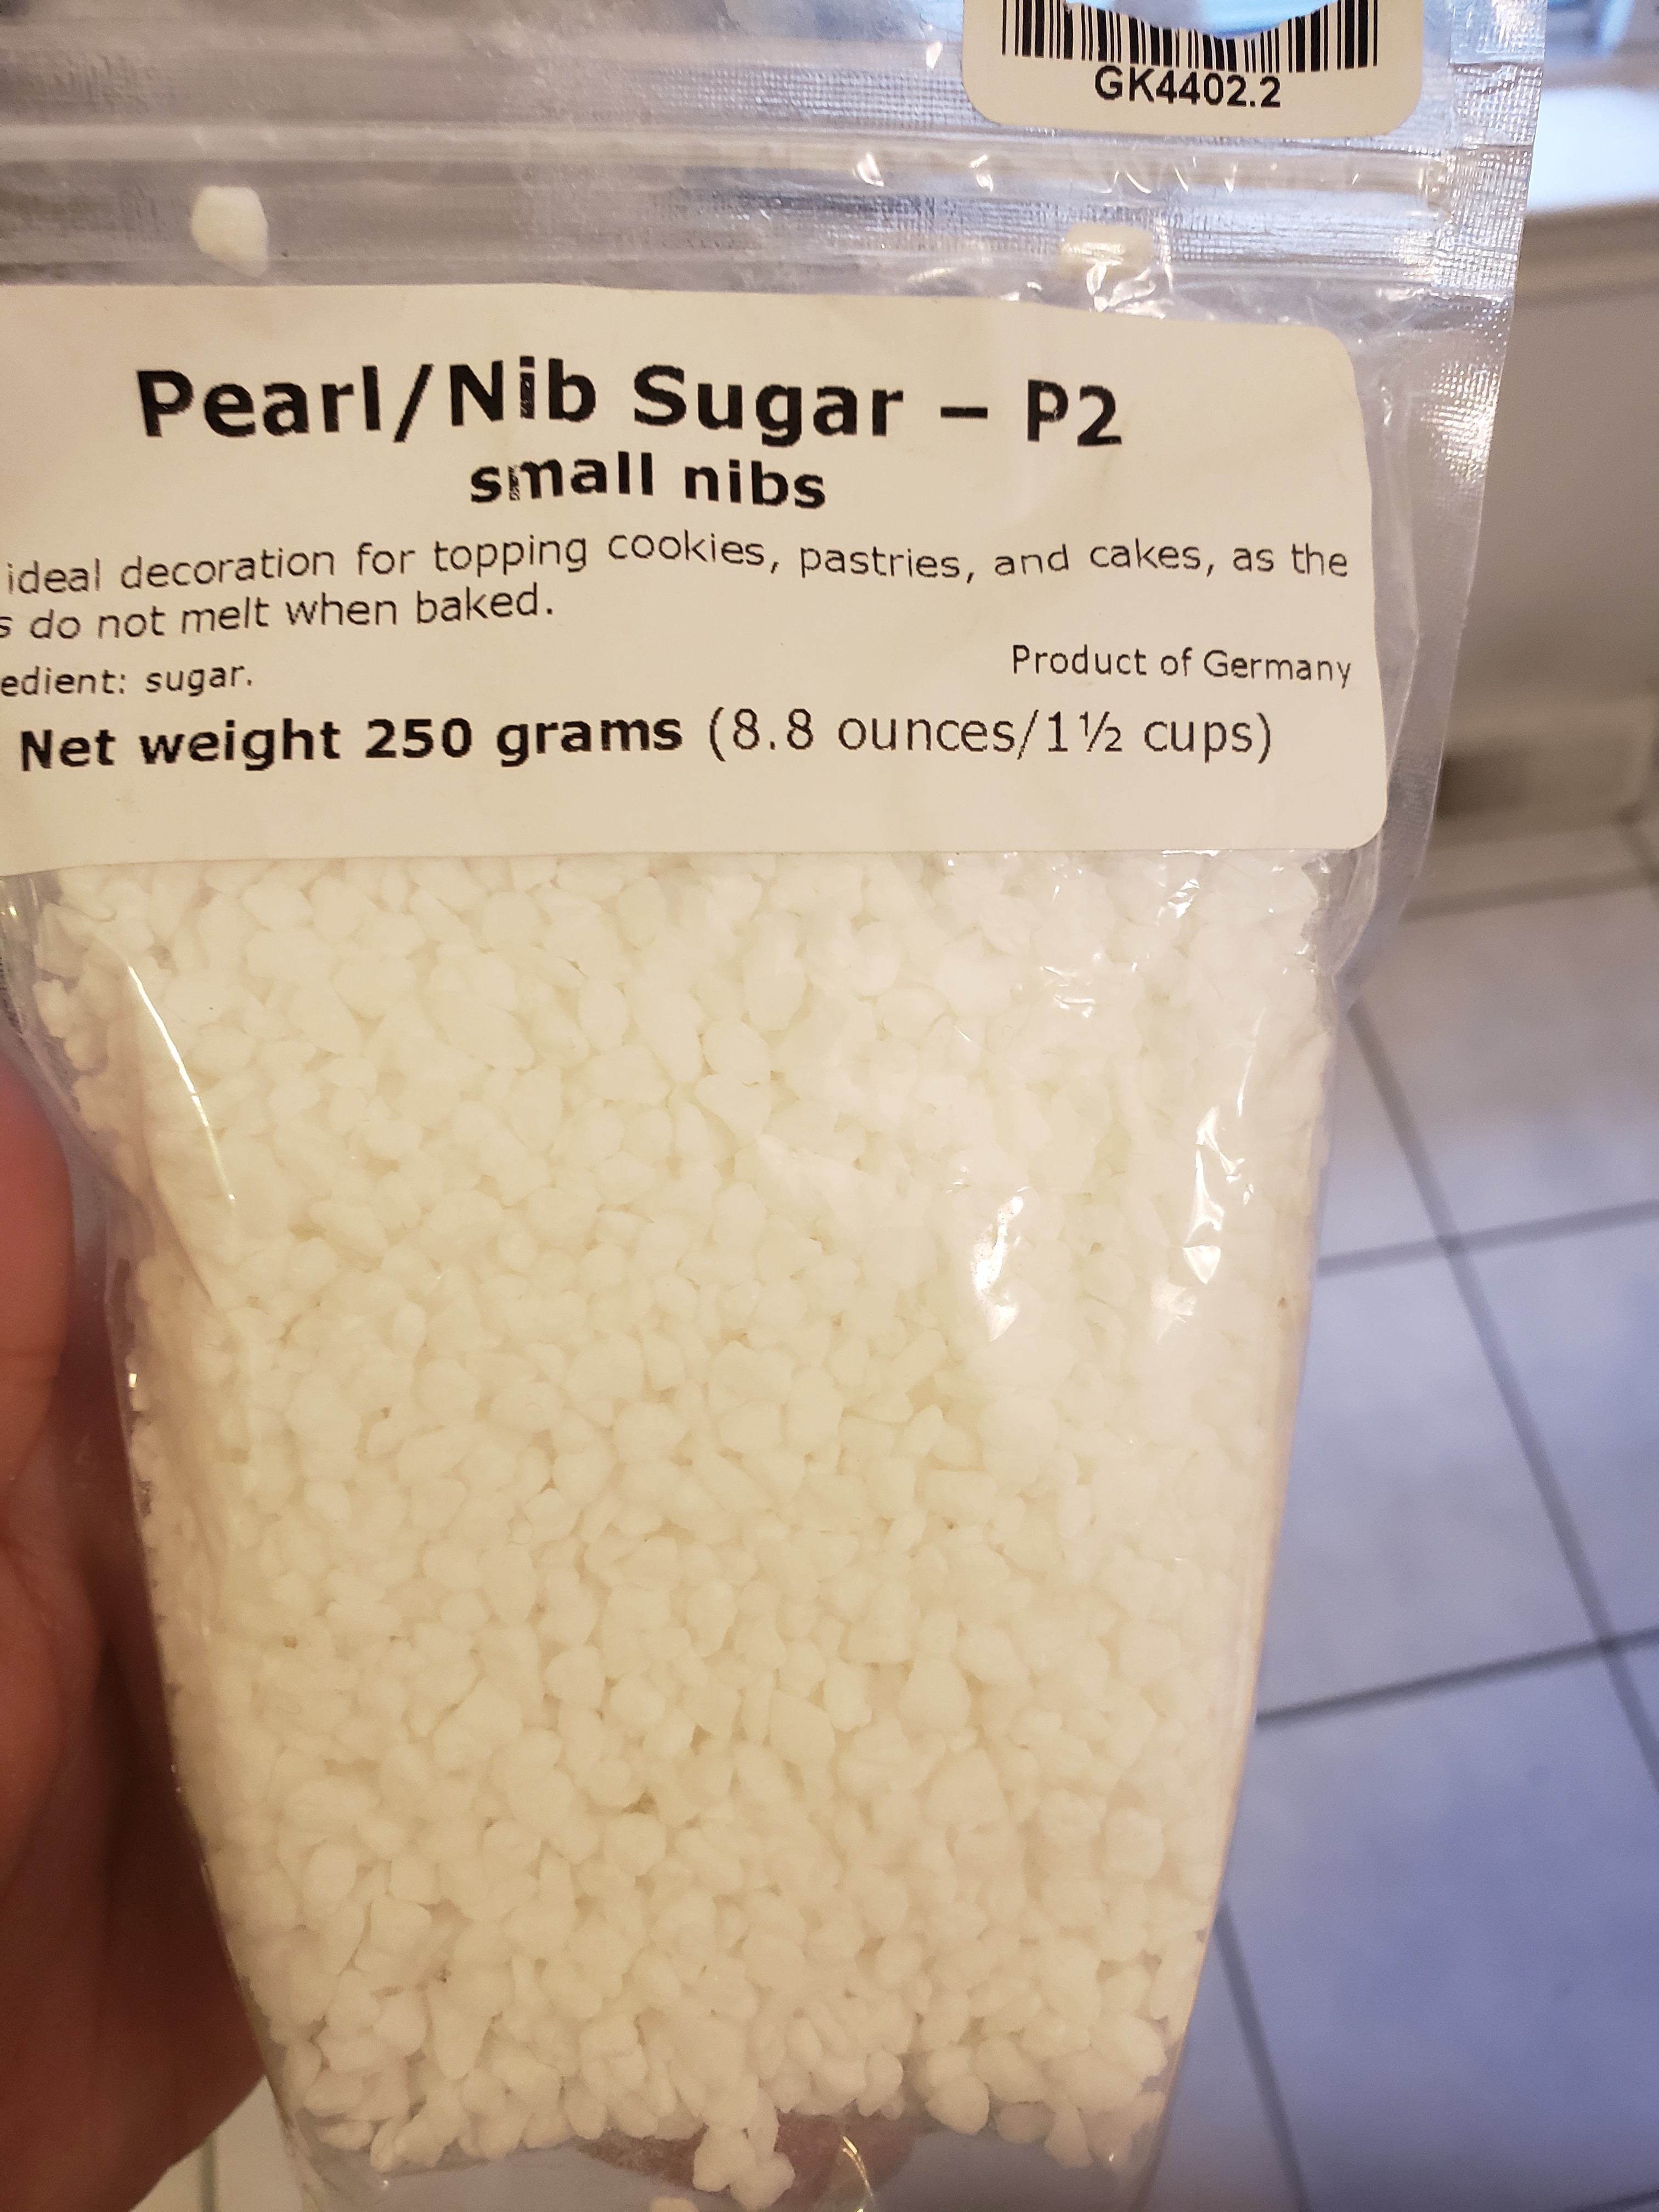 GK4402.2
Pearl/Nib Sugar – P2
small nibs
ideal decoration for topping cookies, pastries, and cakes, as the
s do not melt when baked.
edient: sugar.
Product of Germany
Net weight 250 grams (8.8 ounces/1½ cups)